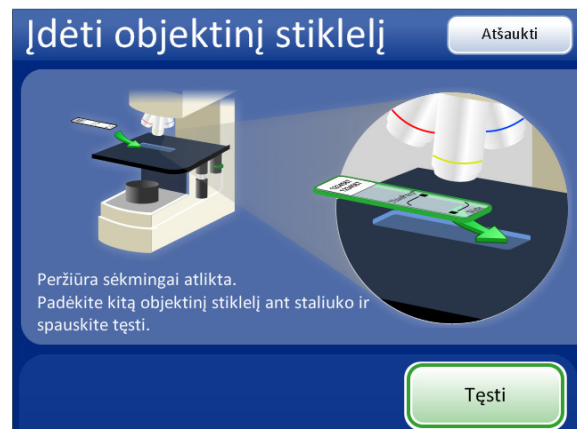 Įdėti objektinį stiklelį
Atšaukti
Peržiūra sėkmingai atlikta.
Padėkite kitą objektinį stiklelį ant staliuko ir
spauskite tęsti.
Tęsti